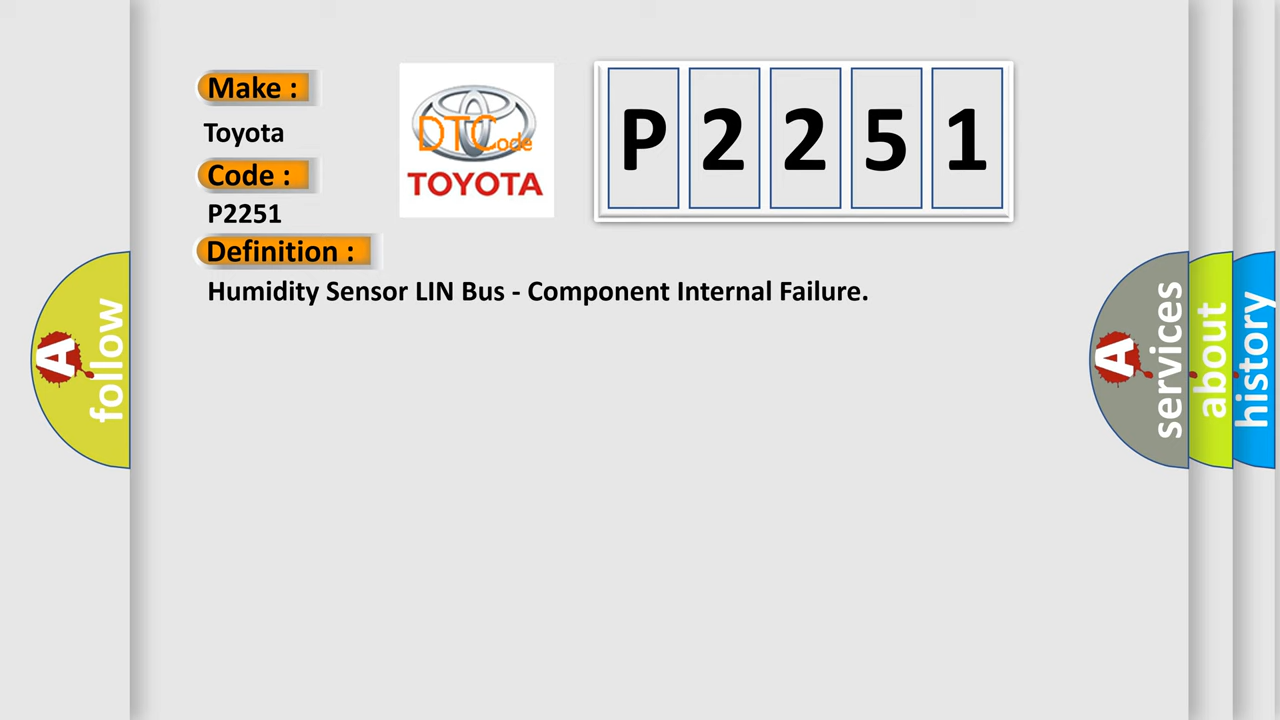 Make :
Toyota
Code :
P2251
Definition :
Humidity Sensor LIN Bus - Component Internal Failure.
DTCode
TOYOTA
P 2 2 5 1
A
follow
A
services
about
history